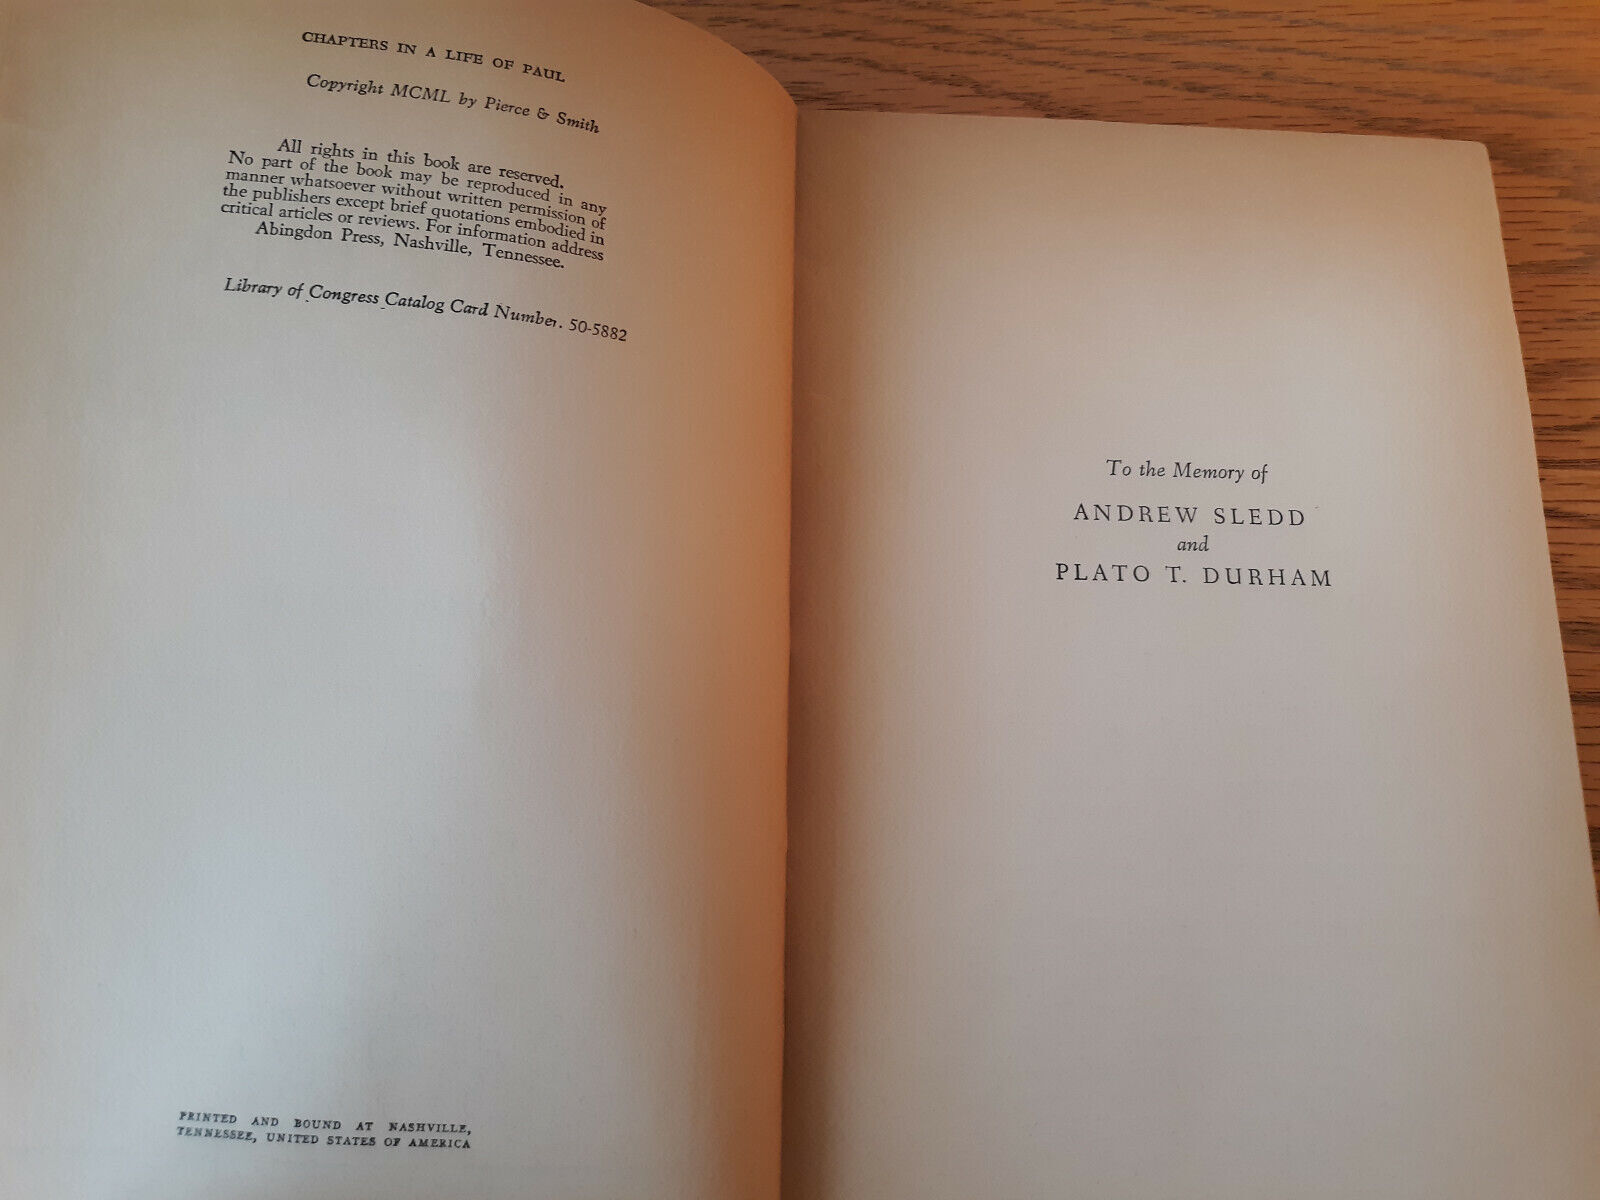 CHAPTERS IN A LIFE OF PAUL
Copyright MCML by Pierce & Smith
All rights in this book are reserved.
No part of the book may be reproduced in any
manner whatsoever without written permission of
the publishers except brief quotations embodied in
critical articles or reviews. For information address
Abingdon Press, Nashville, Tennessee.
Library of Congress Catalog Card Number. 50-5882
PRINTED AND BOUND AT NASHVILLE,
TENNESSEE, UNITED STATES OF AMERICA
To the Memory of
ANDREW SLEDD
and
PLATO T. DURHAM